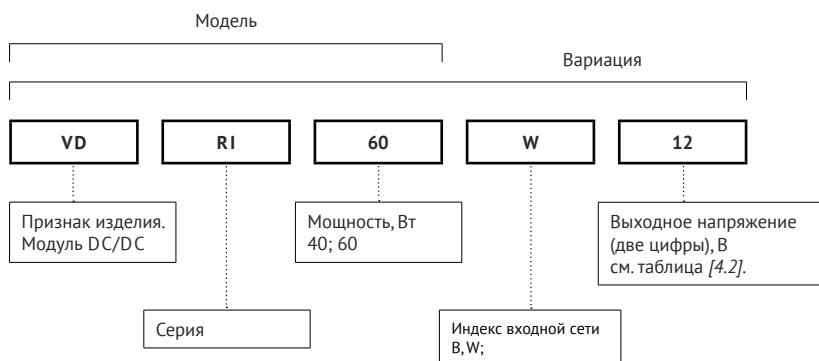 Модель
Вариация
VD RI 60 W 12
Признак изделия.
Модуль DC/DC
Мощность, Вт
40; 60
Выходное напряжение
(две цифры), В
см. таблица [4.2].
Серия
Индекс входной сети
B,W;